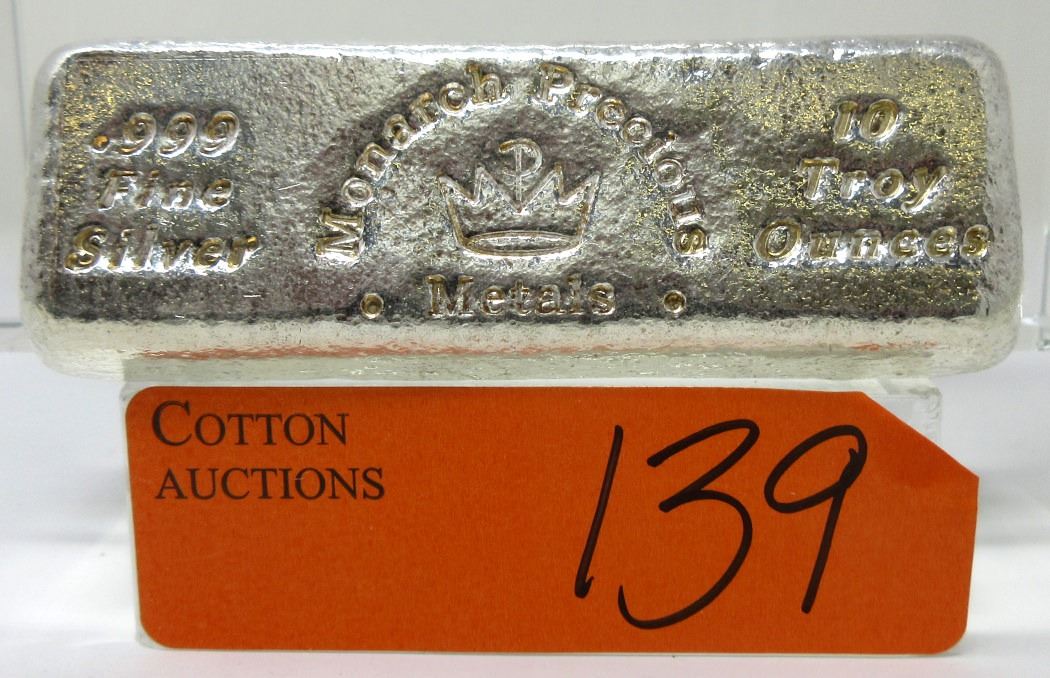 .999
Fine
Silver
Monarch Precious
Metals
10
Troy
Ounces
COTTON
AUCTIONS
139